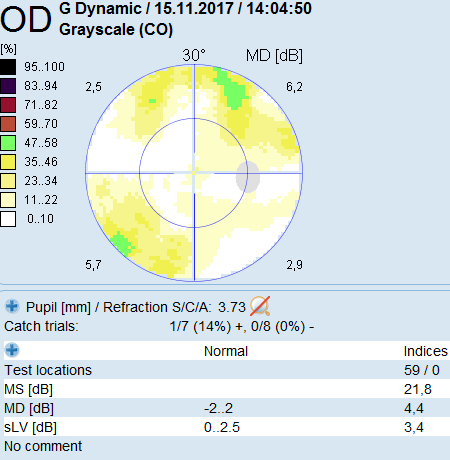 OD G Dynamic / 15.11.2017 / 14:04:50
Grayscale (CO)
[%] 30° MD [dB]
95..100
83..94
71..82
59..70
47..58
35..46
23..34
11..22
0..10
2,5 6,2
5,7 2,9
Pupil [mm] / Refraction S/C/A: 3.73
Catch trials: 1/7 (14%) +, 0/8 (0%) -
Normal Indices
Test locations 59 / 0
MS [dB] 21,8
MD [dB] -2..2 4,4
sLV [dB] 0..2.5 3,4
No comment